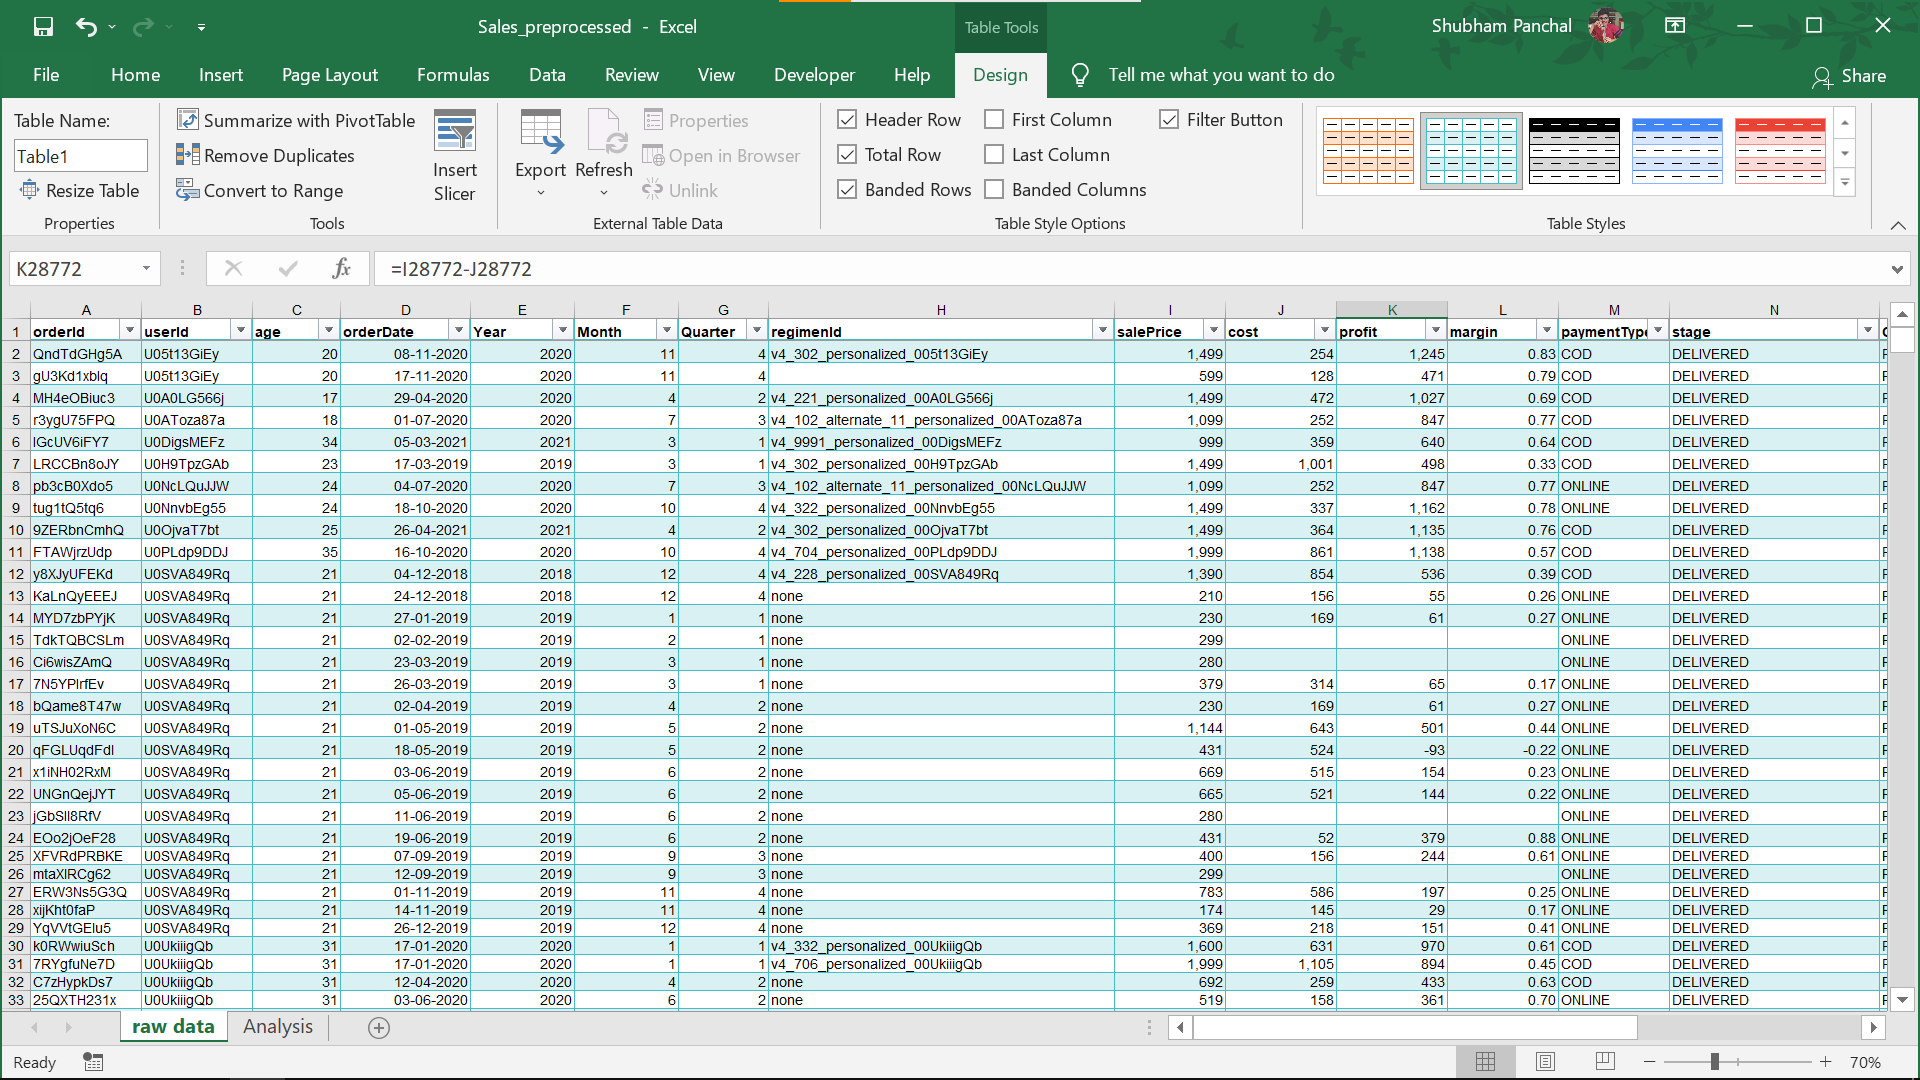 Sales_preprocessed - Excel
Table Tools
Shubham Panchal
File Home Insert Page Layout Formulas Data Review View Developer Help Design Tell me what you want to do Share
Table Name:
Table1
Resize Table
Properties
Summarize with PivotTable
Remove Duplicates
Convert to Range
Tools
Insert Slicer
Export Refresh
Properties
Open in Browser
Unlink
External Table Data
Header Row First Column Filter Button
Total Row Last Column
Banded Rows Banded Columns
Table Style Options
Table Styles
K28772 fx =I28772-J28772
A B C D E F G H I J K L M N
1 orderId userId age orderDate Year Month Quarter regimenId salePrice cost profit margin paymentType stage
2 QndTdGHg5A U05t13GiEy 20 08-11-2020 2020 11 4 v4_302_personalized_005t13GiEy 1,499 254 1,245 0.83 COD DELIVERED
3 gU3Kd1xblq U05t13GiEy 20 17-11-2020 2020 11 4 599 128 471 0.79 COD DELIVERED
4 MH4eOBiuc3 U0A0LG566j 17 29-04-2020 2020 4 2 v4_221_personalized_00A0LG566j 1,499 472 1,027 0.69 COD DELIVERED
5 r3ygU75FPQ U0AToza87a 18 01-07-2020 2020 7 3 v4_102_alternate_11_personalized_00AToza87a 1,099 252 847 0.77 COD DELIVERED
6 IGcUV6iFY7 U0DigsMEFz 34 05-03-2021 2021 3 1 v4_9991_personalized_00DigsMEFz 999 359 640 0.64 COD DELIVERED
7 LRCCBn8oJY U0H9TpzGAb 23 17-03-2019 2019 3 1 v4_302_personalized_00H9TpzGAb 1,499 1,001 498 0.33 COD DELIVERED
8 pb3cB0Xdo5 U0NcLQuJJW 24 04-07-2020 2020 7 3 v4_102_alternate_11_personalized_00NcLQuJJW 1,099 252 847 0.77 ONLINE DELIVERED
9 tug1tQ5tq6 U0NnvbEg55 24 18-10-2020 2020 10 4 v4_322_personalized_00NnvbEg55 1,499 337 1,162 0.78 ONLINE DELIVERED
10 9ZERbnCmhQ U0OjvaT7bt 25 26-04-2021 2021 4 2 v4_302_personalized_00OjvaT7bt 1,499 364 1,135 0.76 COD DELIVERED
11 FTAWjrzUdp U0PLdp9DDJ 35 16-10-2020 2020 10 4 v4_704_personalized_00PLdp9DDJ 1,999 861 1,138 0.57 COD DELIVERED
12 y8XJyUFEKd U0SVA849Rq 21 04-12-2018 2018 12 4 v4_228_personalized_00SVA849Rq 1,390 854 536 0.39 COD DELIVERED
13 KaLnQyEEEJ U0SVA849Rq 21 24-12-2018 2018 12 4 none 210 156 55 0.26 ONLINE DELIVERED
14 MYD7zbPYjK U0SVA849Rq 21 27-01-2019 2019 1 1 none 230 169 61 0.27 ONLINE DELIVERED
15 TdkTQBCSLm U0SVA849Rq 21 02-02-2019 2019 2 1 none 299 ONLINE DELIVERED
16 Ci6wisZAmQ U0SVA849Rq 21 23-03-2019 2019 3 1 none 280 ONLINE DELIVERED
17 7N5YPlrfEv U0SVA849Rq 21 26-03-2019 2019 3 1 none 379 314 65 0.17 ONLINE DELIVERED
18 bQame8T47w U0SVA849Rq 21 02-04-2019 2019 4 2 none 230 169 61 0.27 ONLINE DELIVERED
19 uTSJuXoN6C U0SVA849Rq 21 01-05-2019 2019 5 2 none 1,144 643 501 0.44 ONLINE DELIVERED
20 qFGLUqdFdl U0SVA849Rq 21 18-05-2019 2019 5 2 none 431 524 -93 -0.22 ONLINE DELIVERED
21 x1iNH02RxM U0SVA849Rq 21 03-06-2019 2019 6 2 none 669 515 154 0.23 ONLINE DELIVERED
22 UNGnQejJYT U0SVA849Rq 21 05-06-2019 2019 6 2 none 665 521 144 0.22 ONLINE DELIVERED
23 jGbSIl8RfV U0SVA849Rq 21 11-06-2019 2019 6 2 none 280 ONLINE DELIVERED
24 EOo2jOeF28 U0SVA849Rq 21 19-06-2019 2019 6 2 none 431 52 379 0.88 ONLINE DELIVERED
25 XFVRdPRBKE U0SVA849Rq 21 07-09-2019 2019 9 3 none 400 156 244 0.61 ONLINE DELIVERED
26 mtaXlRCg62 U0SVA849Rq 21 12-09-2019 2019 9 3 none 299 ONLINE DELIVERED
27 ERW3Ns5G3Q U0SVA849Rq 21 01-11-2019 2019 11 4 none 783 586 197 0.25 ONLINE DELIVERED
28 xijKht0faP U0SVA849Rq 21 14-11-2019 2019 11 4 none 174 145 29 0.17 ONLINE DELIVERED
29 YqVVtGEIu5 U0SVA849Rq 21 26-12-2019 2019 12 4 none 369 218 151 0.41 ONLINE DELIVERED
30 k0RWwiuSch U0UkiiigQb 31 17-01-2020 2020 1 1 v4_332_personalized_00UkiiigQb 1,600 631 970 0.61 COD DELIVERED
31 7RYgfuNe7D U0UkiiigQb 31 17-01-2020 2020 1 1 v4_706_personalized_00UkiiigQb 1,999 1,105 894 0.45 COD DELIVERED
32 C7zHypkDs7 U0UkiiigQb 31 12-04-2020 2020 4 2 none 692 259 433 0.63 COD DELIVERED
33 25QXTH231x U0UkiiigQb 31 03-06-2020 2020 6 2 none 519 158 361 0.70 ONLINE DELIVERED
raw data Analysis
Ready 70%